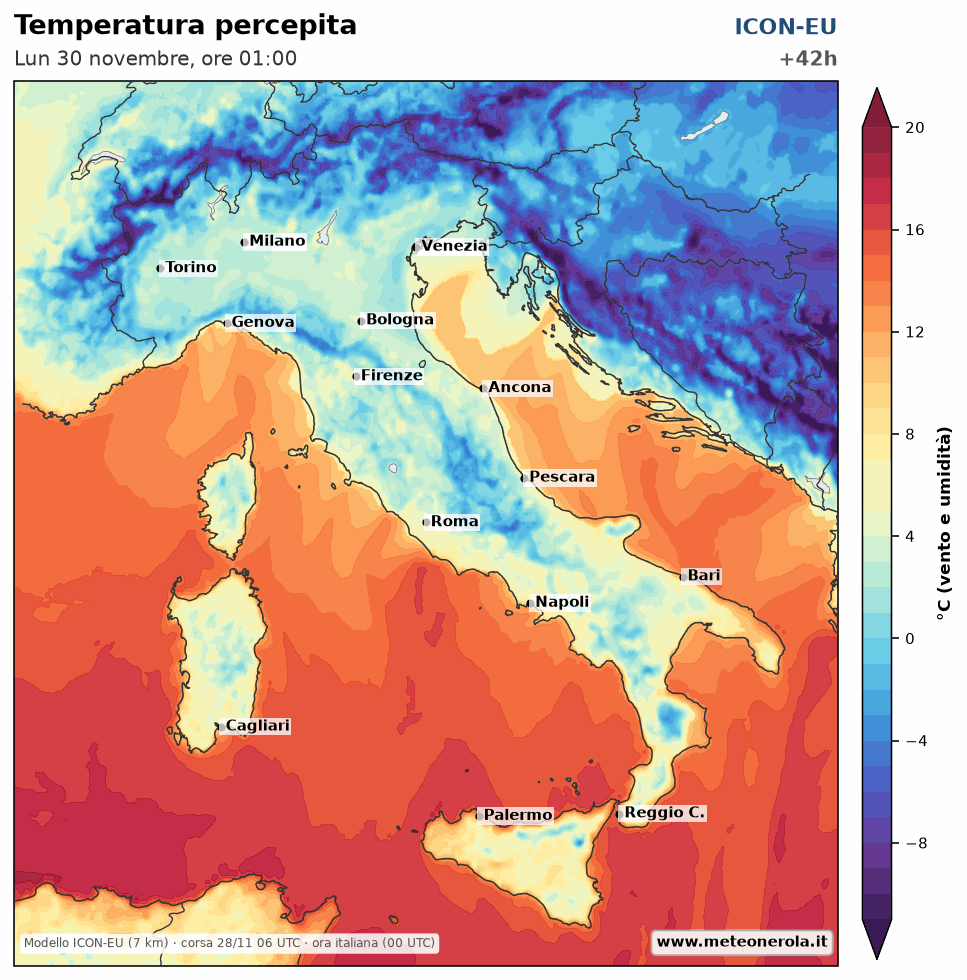 Temperatura percepita
ICON-EU
Lun 30 novembre, ore 01:00
+42h
Milano
Venezia
Torino
Genova
Bologna
Firenze
Ancona
Pescara
Roma
Bari
Napoli
Cagliari
Palermo
Reggio C.
20
16
12
8
4
0
−4
−8
°C (vento e umidità)
Modello ICON-EU (7 km) · corsa 28/11 06 UTC · ora italiana (00 UTC)
www.meteonerola.it